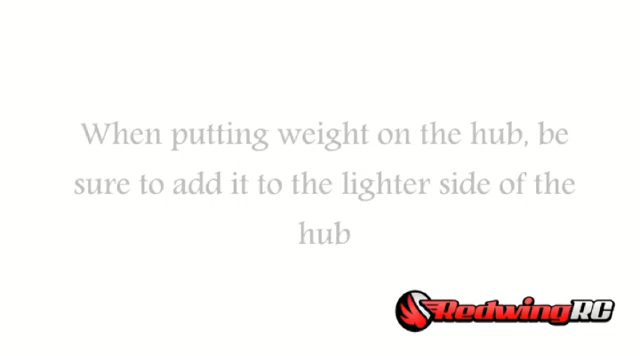 When putting weight on the hub, be
sure to add it to the lighter side of the
hub
RedwingRC